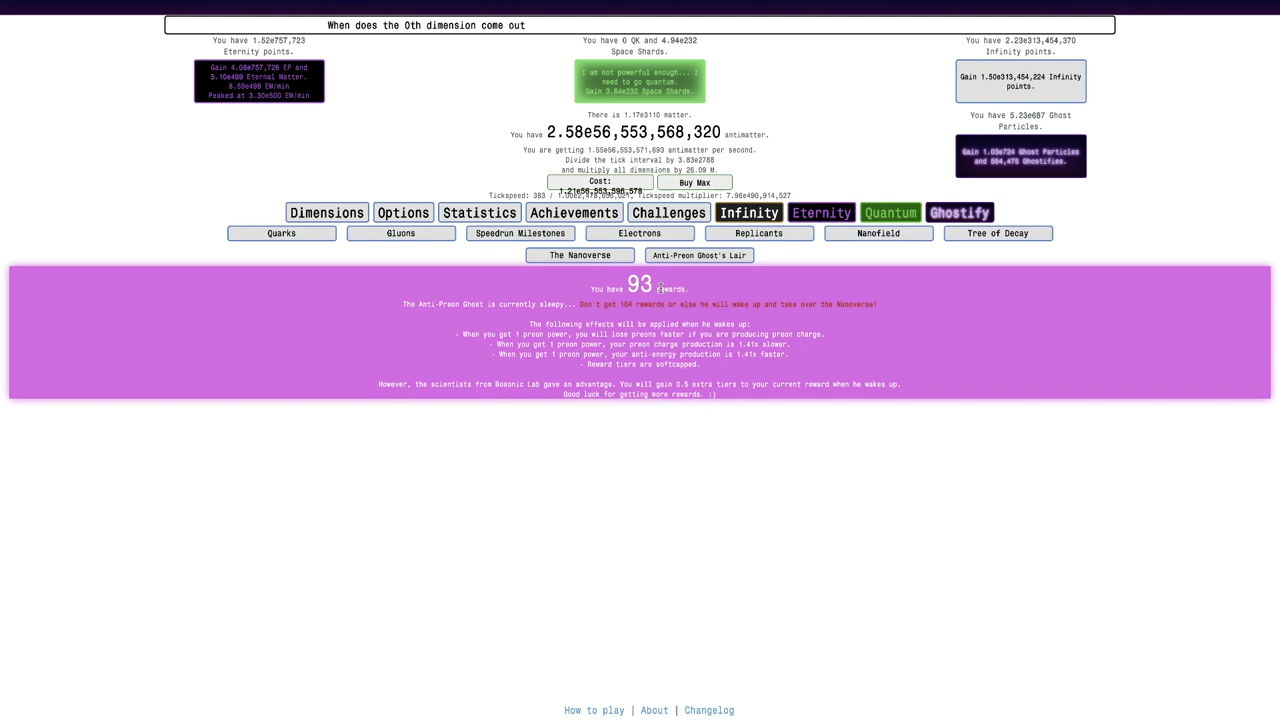 When does the 0th dimension come out
You have 1.52e757,723
Eternity points.
Gain 4.08e757,726 EP and
5.10e499 Eternal Matter.
8.59e499 EM/min
Peaked at 3.30e500 EM/min
You have 0 QK and 4.94e232
Space Shards.
I am not powerful enough... I
need to go quantum.
Gain 3.64e232 Space Shards.
You have 2.23e313,454,370
Infinity points.
Gain 1.50e313,454,224 Infinity
points.
You have 5.23e687 Ghost
Particles.
Gain 1.03e724 Ghost Particles
and 554,475 Ghostifies.
There is 1.17e3110 matter.
You have 2.58e56,553,568,320 antimatter.
You are getting 1.55e56,553,571,693 antimatter per second.
Divide the tick interval by 3.83e2788
and multiply all dimensions by 26.09 M.
Cost:
1.21e56,553,596,578
Buy Max
Tickspeed: 383 / Tickspeed multiplier: 7.96e490,914,527
Dimensions
Options
Statistics
Achievements
Challenges
Infinity
Eternity
Quantum
Ghostify
Quarks
Gluons
Speedrun Milestones
Electrons
Replicants
Nanofield
Tree of Decay
The Nanoverse
Anti-Preon Ghost's Lair
You have 93 rewards.
The Anti-Preon Ghost is currently sleepy... Don't get 104 rewards or else he will wake up and take over the Nanoverse!
The following effects will be applied when he wakes up:
- When you get 1 preon power, you will lose preons faster if you are producing preon charge.
- When you get 1 preon power, your preon charge production is 1.41x slower.
- When you get 1 preon power, your anti-energy production is 1.41x faster.
- Reward tiers are softcapped.
However, the scientists from Bosonic Lab gave an advantage. You will gain 0.5 extra tiers to your current reward when he wakes up.
Good luck for getting more rewards. :)
How to play | About | Changelog